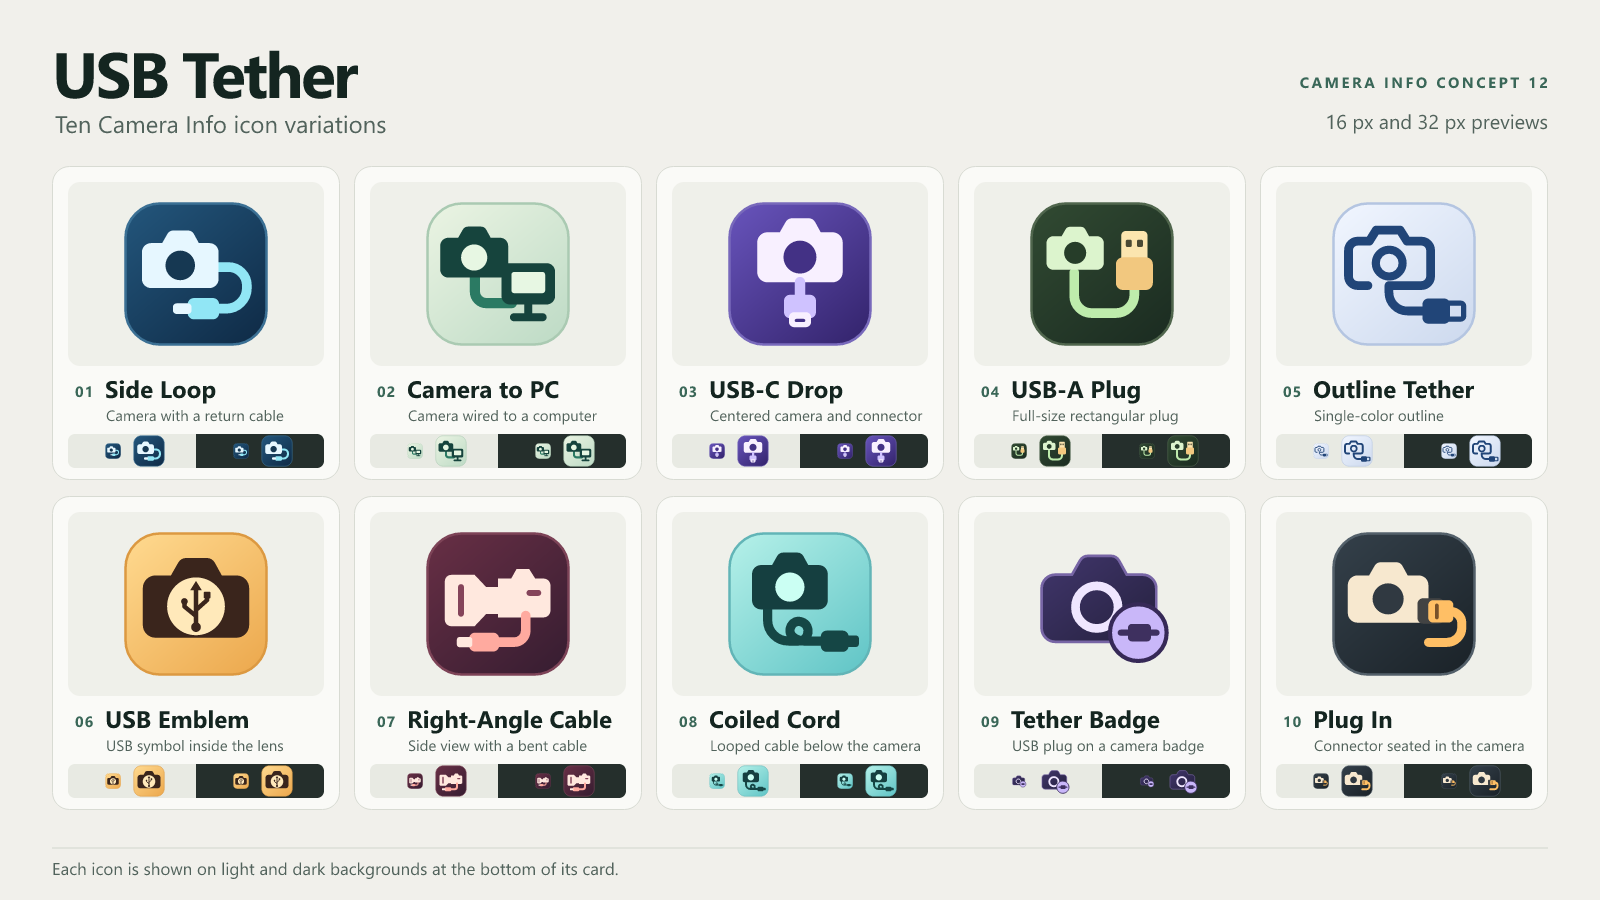 USB Tether
Ten Camera Info icon variations
CAMERA INFO CONCEPT 12
16 px and 32 px previews
01 Side Loop
Camera with a return cable
02 Camera to PC
Camera wired to a computer
03 USB-C Drop
Centered camera and connector
04 USB-A Plug
Full-size rectangular plug
05 Outline Tether
Single-color outline
06 USB Emblem
USB symbol inside the lens
07 Right-Angle Cable
Side view with a bent cable
08 Coiled Cord
Looped cable below the camera
09 Tether Badge
USB plug on a camera badge
10 Plug In
Connector seated in the camera
Each icon is shown on light and dark backgrounds at the bottom of its card.